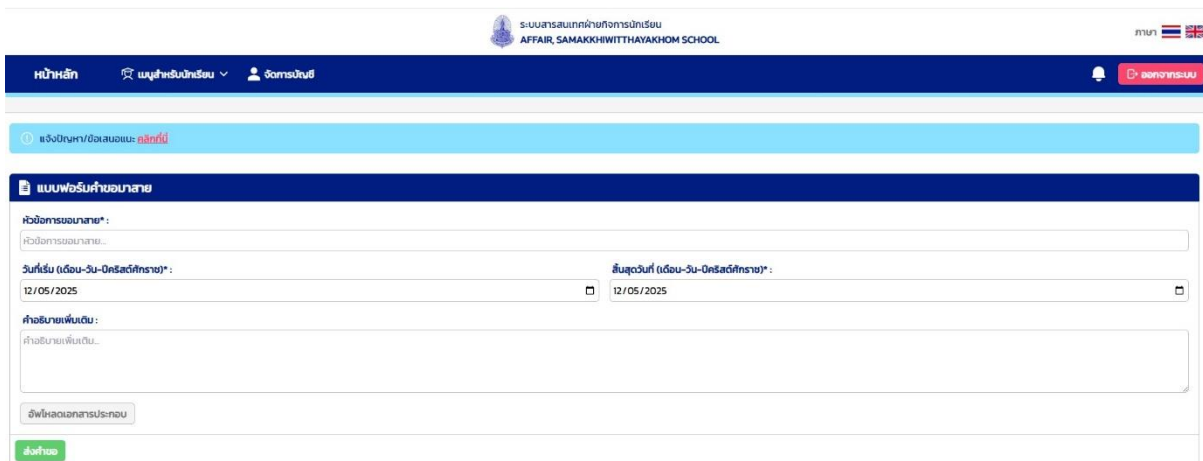 ระบบสารสนเทศฝ่ายกิจการนักเรียน
AFFAIR, SAMAKKHIWITTHAYAKHOM SCHOOL
ภาษา
หน้าหลัก เมนูสำหรับนักเรียน จัดการบัญชี ออกจากระบบ
แจ้งปัญหา/ข้อเสนอแนะ คลิกที่นี่
แบบฟอร์มคำขอมาสาย
หัวข้อการขอมาสาย* :
หัวข้อการขอมาสาย...
วันที่เริ่ม (เดือน-วัน-ปีคริสต์ศักราช)* : สิ้นสุดวันที่ (เดือน-วัน-ปีคริสต์ศักราช)* :
12/05/2025 12/05/2025
คำอธิบายเพิ่มเติม :
คำอธิบายเพิ่มเติม...
อัพโหลดเอกสารประกอบ
ส่งคำขอ